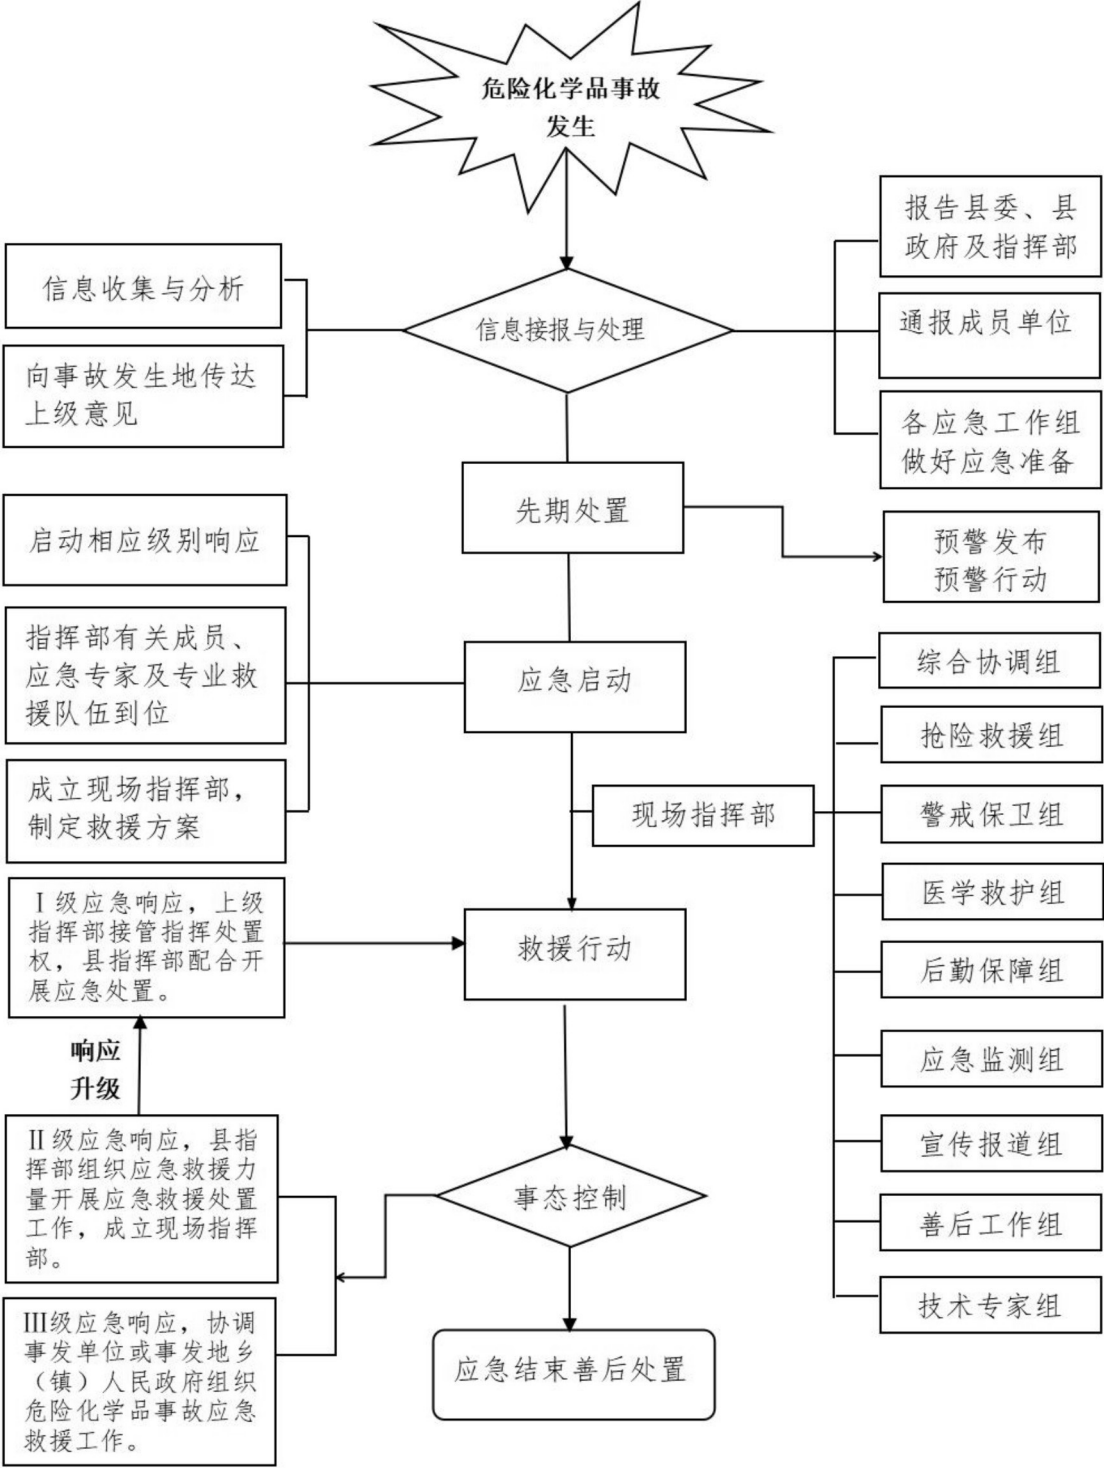 危险化学品事故
发生
报告县委、县
政府及指挥部
信息收集与分析
信息接报与处理
通报成员单位
向事故发生地传达
上级意见
各应急工作组
做好应急准备
先期处置
启动相应级别响应
预警发布
预警行动
指挥部有关成员、
应急专家及专业救
援队伍到位
应急启动
综合协调组
抢险救援组
成立现场指挥部，
制定救援方案
现场指挥部
警戒保卫组
医学救护组
Ⅰ级应急响应，上级
指挥部接管指挥处置
权，县指挥部配合开
展应急处置。
救援行动
后勤保障组
响应
升级
应急监测组
Ⅱ级应急响应，县指
挥部组织应急救援力
量开展应急救援处置
工作，成立现场指挥
部。
宣传报道组
事态控制
善后工作组
技术专家组
Ⅲ级应急响应，协调
事发单位或事发地乡
（镇）人民政府组织
危险化学品事故应急
救援工作。
应急结束善后处置